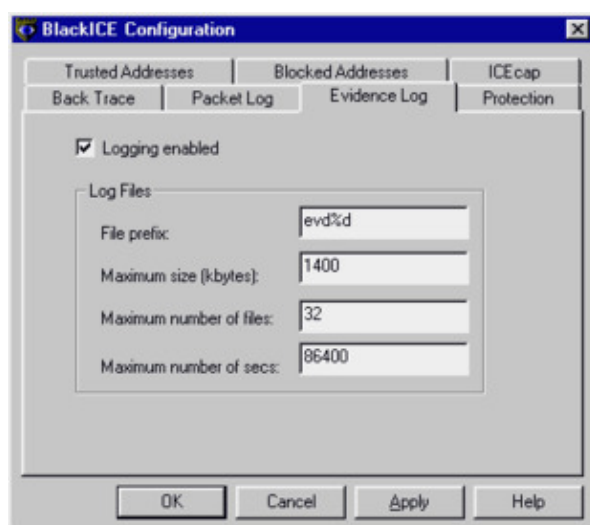 BlackICE Configuration
Trusted Addresses Blocked Addresses ICEcap
Back Trace Packet Log Evidence Log Protection
Logging enabled
Log Files
File prefix: evd%d
Maximum size (kbytes): 1400
Maximum number of files: 32
Maximum number of secs: 86400
OK Cancel Apply Help